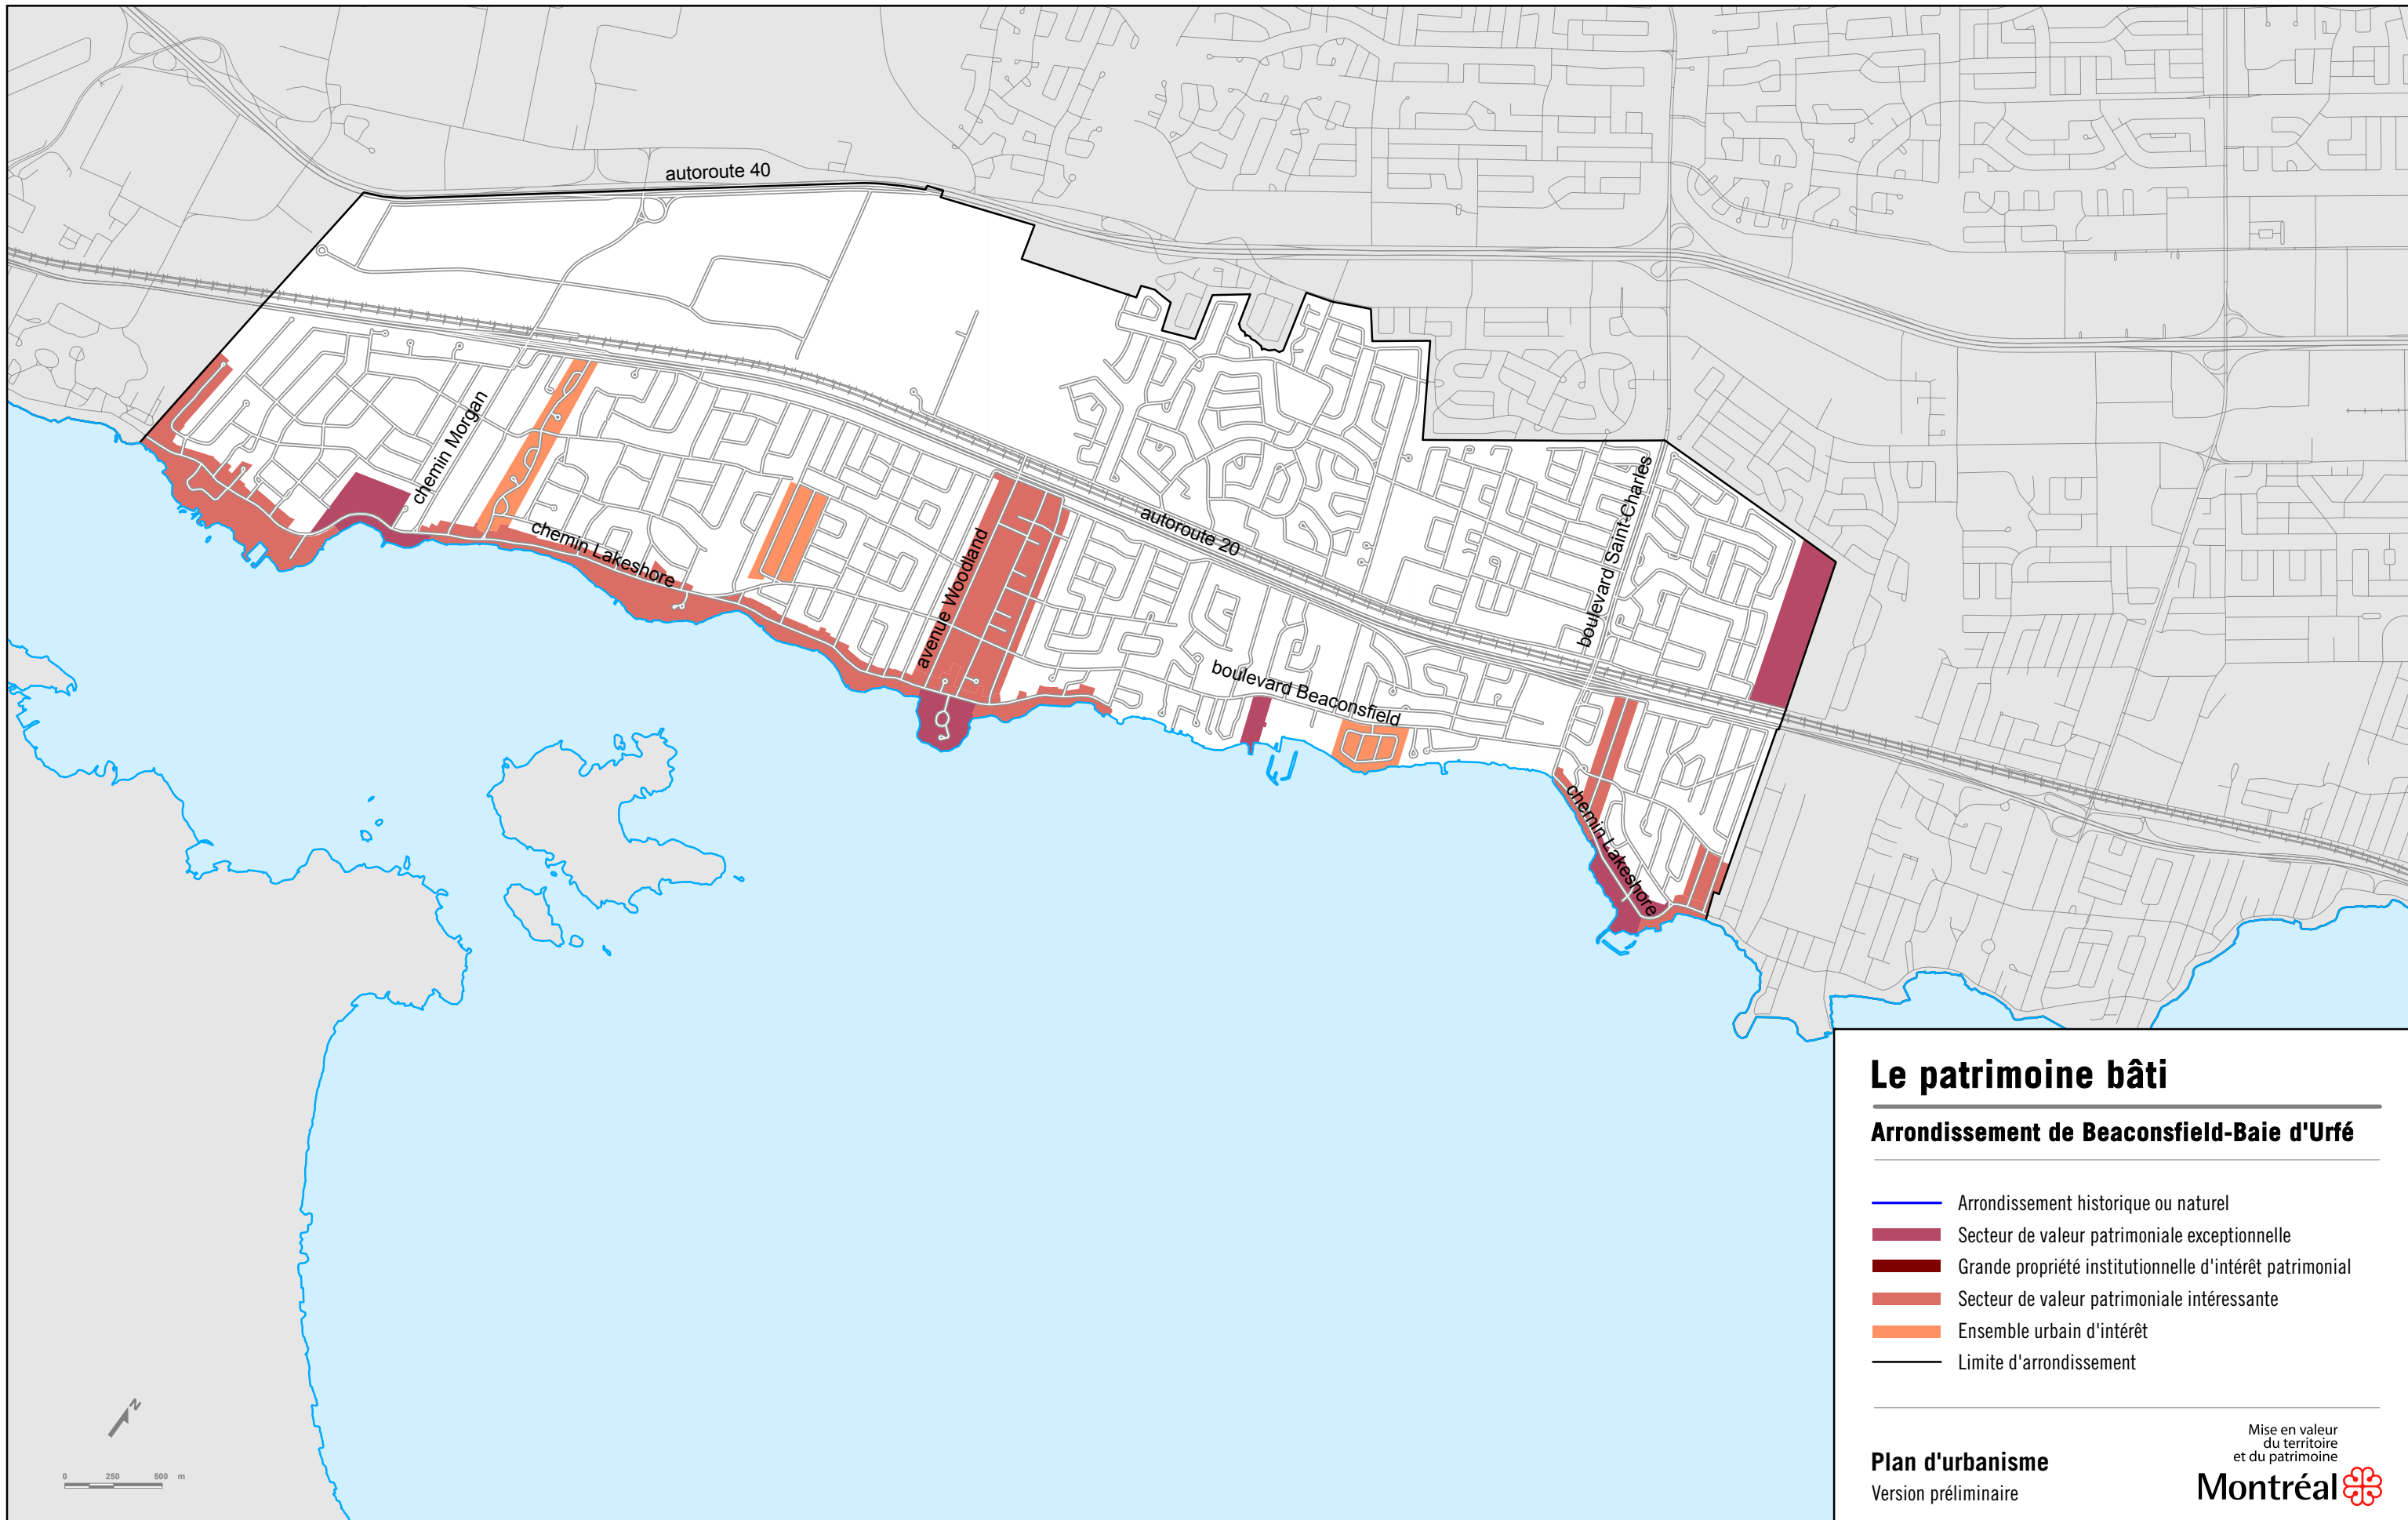 autoroute 40
chemin Morgan
chemin Lakeshore
avenue Woodland
autoroute 20
boulevard Saint-Charles
boulevard Beaconsfield
chemin Lakeshore
Le patrimoine bâti
Arrondissement de Beaconsfield-Baie d'Urfé
Arrondissement historique ou naturel
Secteur de valeur patrimoniale exceptionnelle
Grande propriété institutionnelle d'intérêt patrimonial
Secteur de valeur patrimoniale intéressante
Ensemble urbain d'intérêt
Limite d'arrondissement
N
0 250 500 m
Mise en valeur
du territoire
et du patrimoine
Plan d'urbanisme
Version préliminaire
Montréal